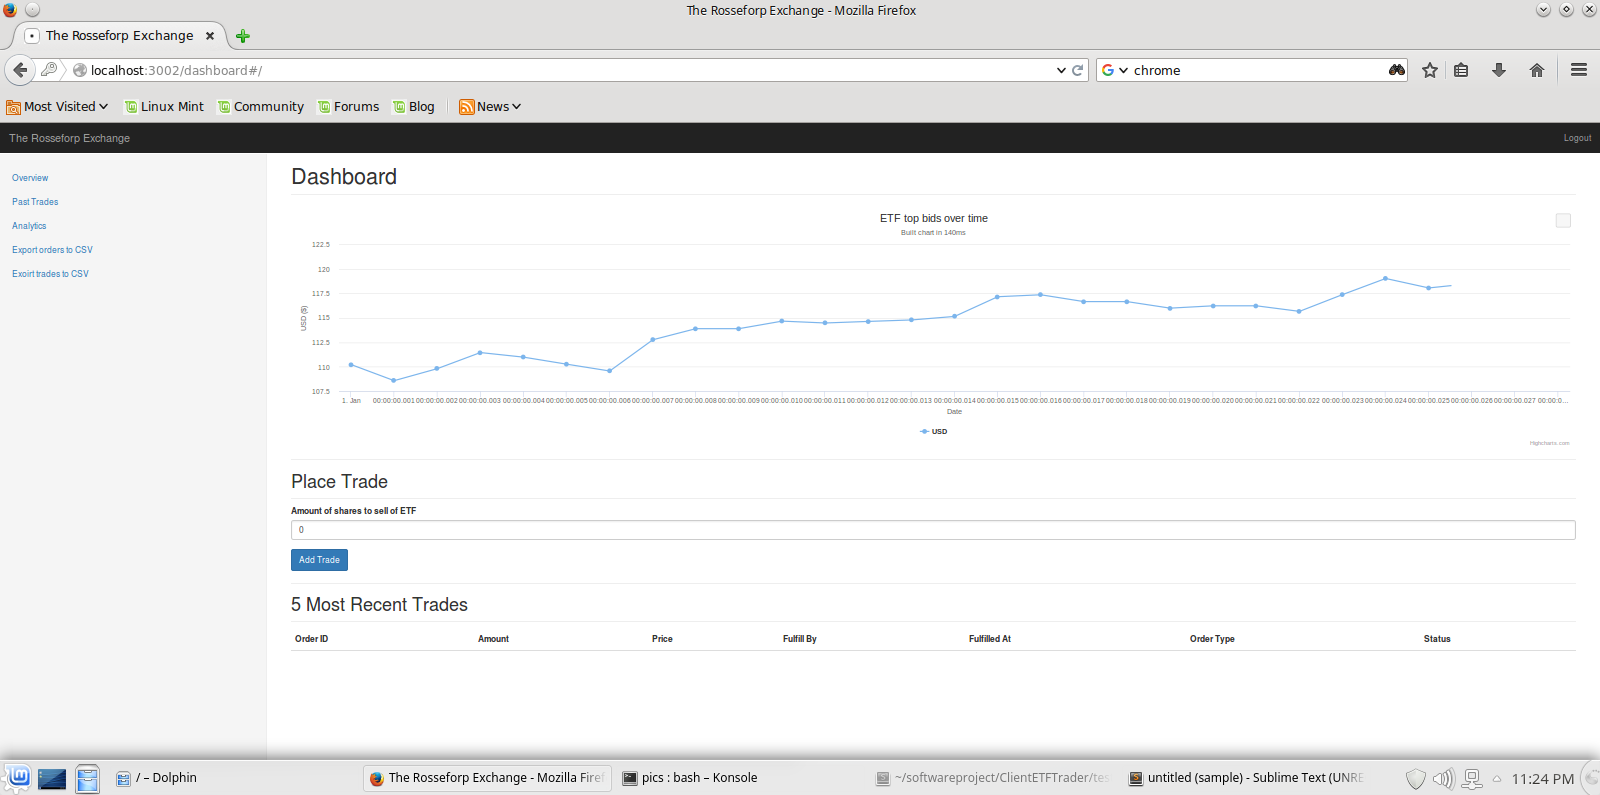 The Rosseforp Exchange - Mozilla Firefox
The Rosseforp Exchange
localhost:3002/dashboard#/
chrome
Most Visited
Linux Mint
Community
Forums
Blog
News
The Rosseforp Exchange
Logout
Overview
Past Trades
Analytics
Export orders to CSV
Exoirt trades to CSV
Dashboard
ETF top bids over time
Built chart in 140ms
122.5
120
117.5
115
112.5
110
107.5
USD ($)
1. Jan 00:00:00.001 00:00:00.002 00:00:00.003 00:00:00.004 00:00:00.005 00:00:00.006 00:00:00.007 00:00:00.008 00:00:00.009 00:00:00.010 00:00:00.011 00:00:00.012 00:00:00.013 00:00:00.014 00:00:00.015 00:00:00.016 00:00:00.017 00:00:00.018 00:00:00.019 00:00:00.020 00:00:00.021 00:00:00.022 00:00:00.023 00:00:00.024 00:00:00.025 00:00:00.026 00:00:00.027 00:00:0...
Date
USD
Highcharts.com
Place Trade
Amount of shares to sell of ETF
0
Add Trade
5 Most Recent Trades
Order ID Amount Price Fulfill By Fulfilled At Order Type Status
/ – Dolphin
The Rosseforp Exchange - Mozilla Firef
pics : bash – Konsole
~/softwareproject/ClientETFTrader/tes
untitled (sample) - Sublime Text (UNRE
11:24 PM